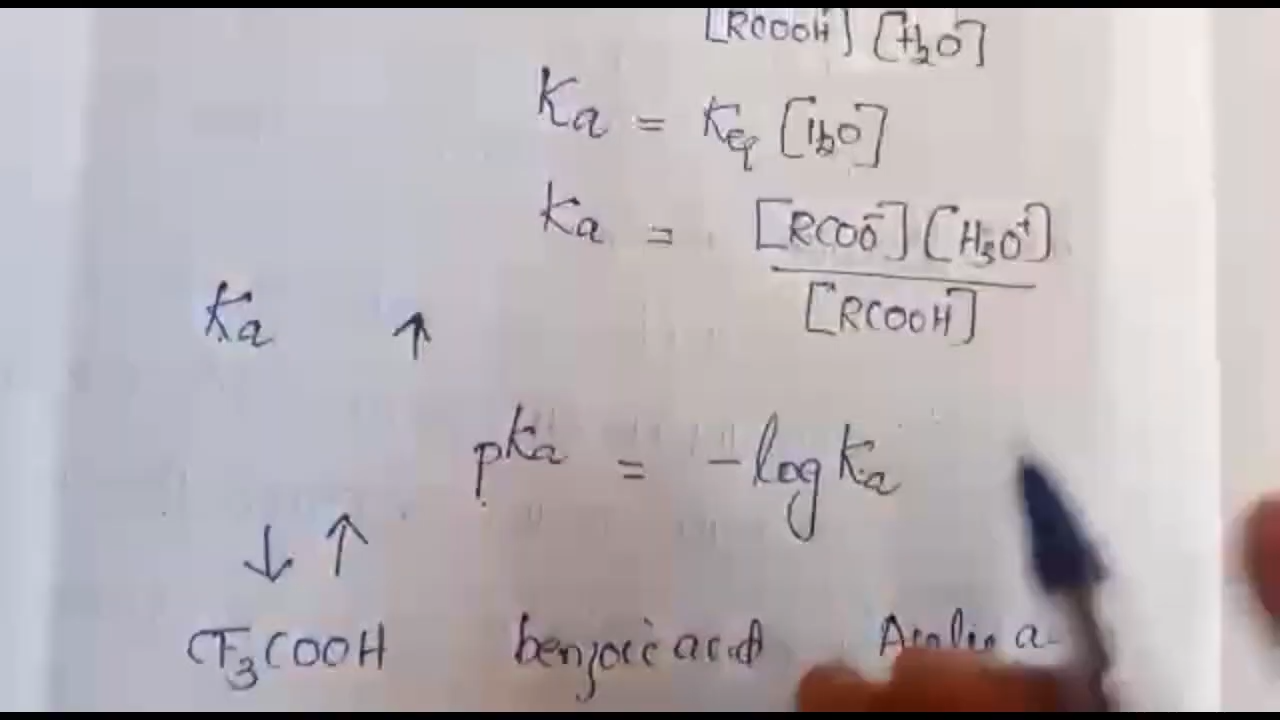 [RCOOH] [H₂O]
Ka = Keq [H₂O]
Ka = [RCOO⁻] [H₃O⁺]
[RCOOH]
Ka ↑
pKa = -log Ka
↓ ↑
CF₃COOH benzoic acid